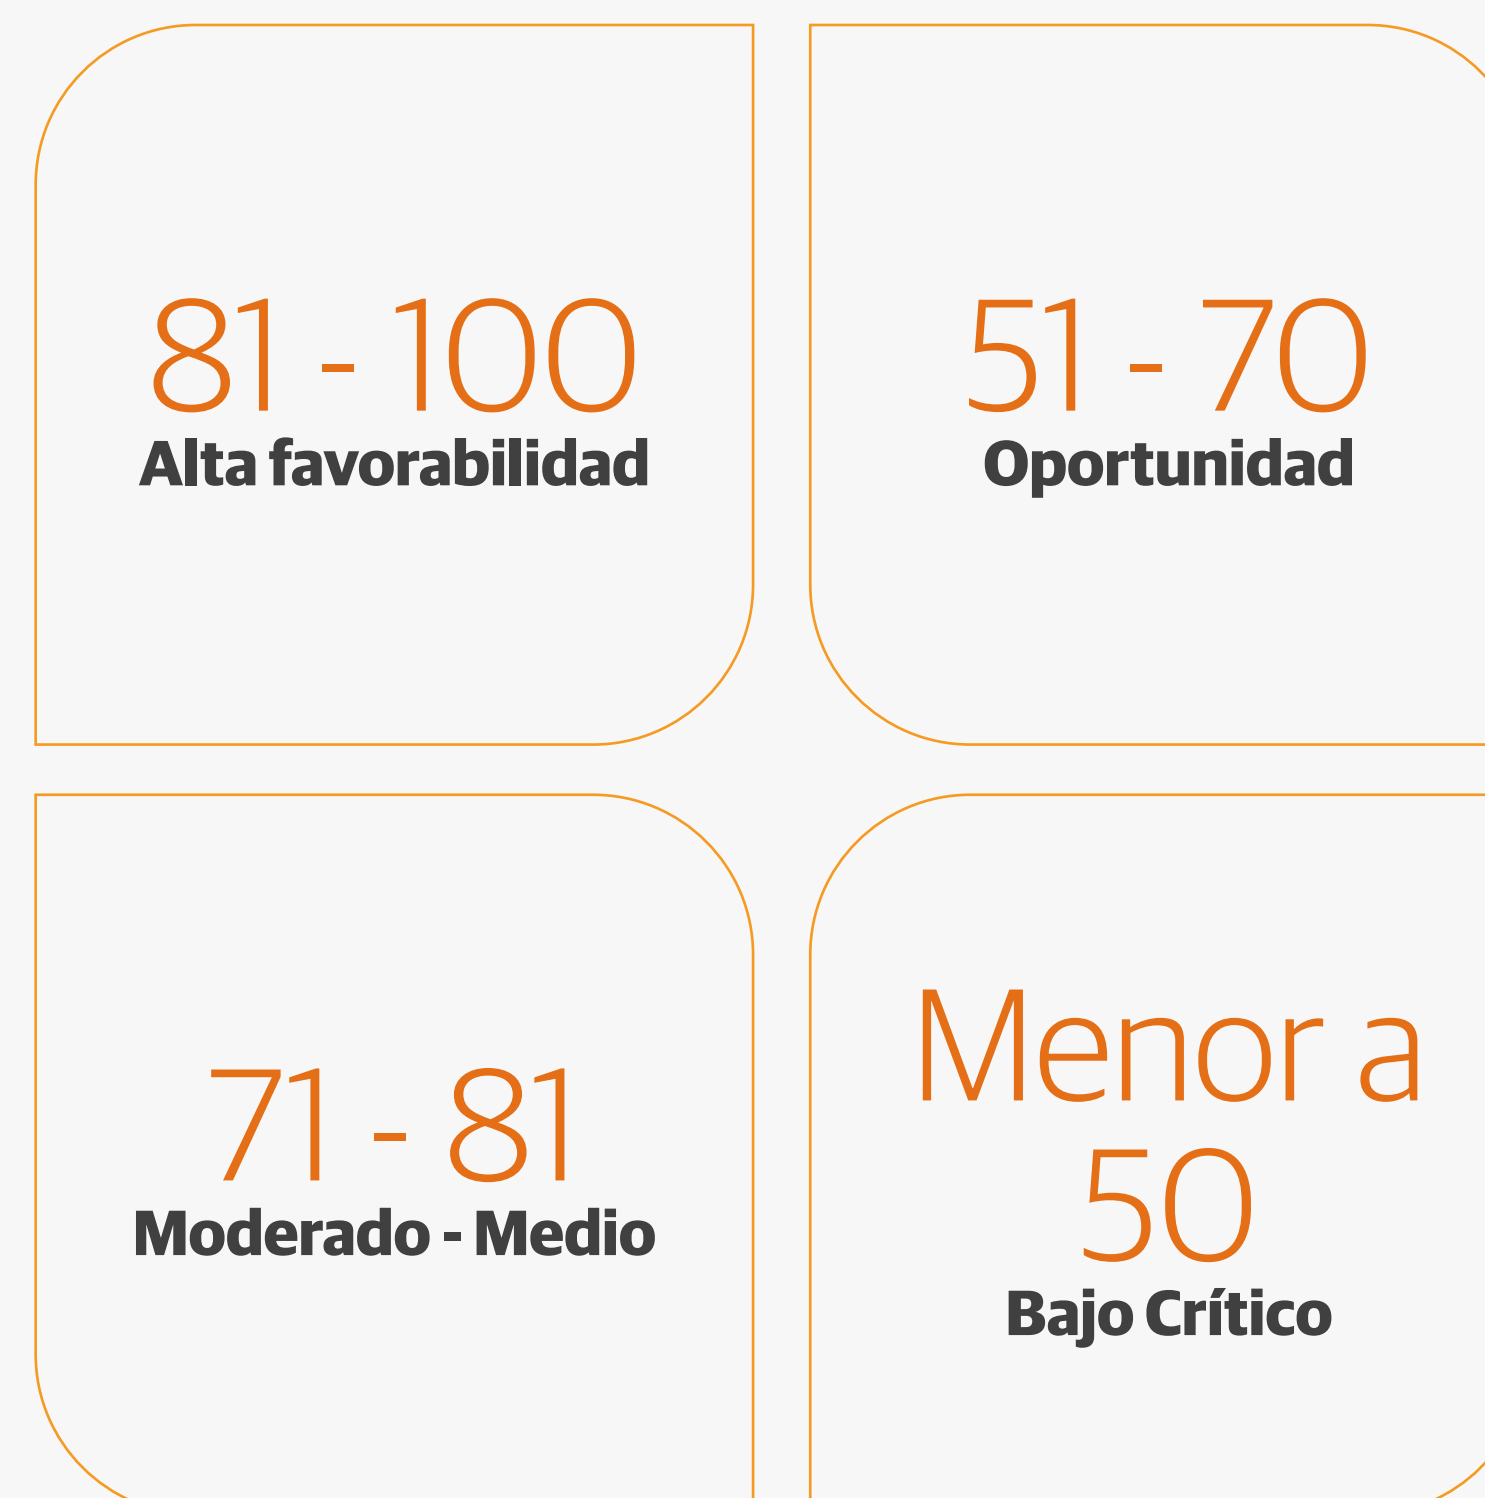 81 - 100
Alta favorabilidad
51 - 70
Oportunidad
71 - 81
Moderado - Medio
Menor a
50
Bajo Crítico